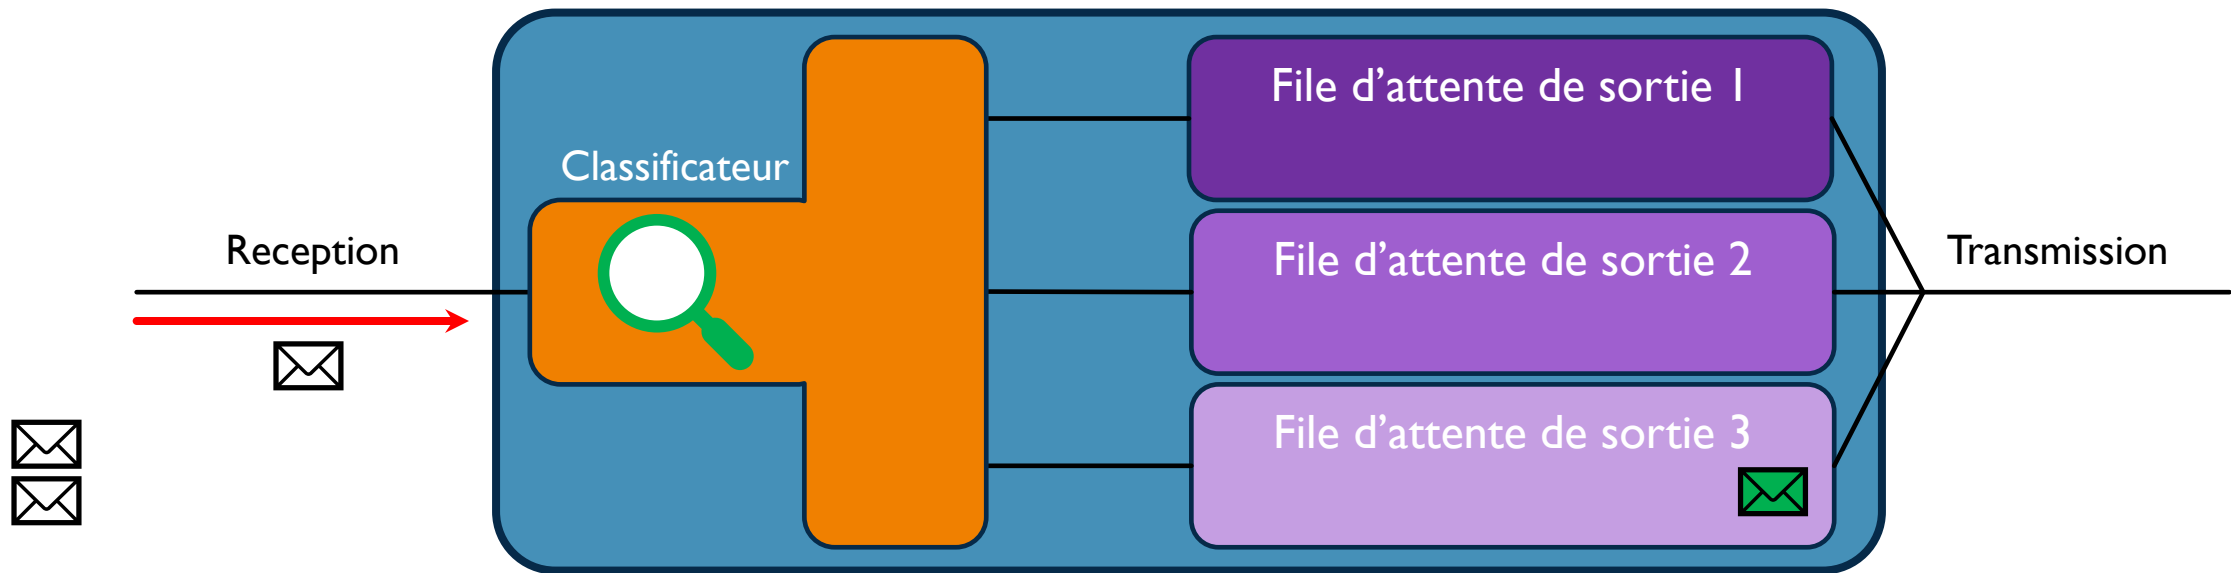 File d’attente de sortie 1
Classificateur
Reception
File d’attente de sortie 2
Transmission
File d’attente de sortie 3